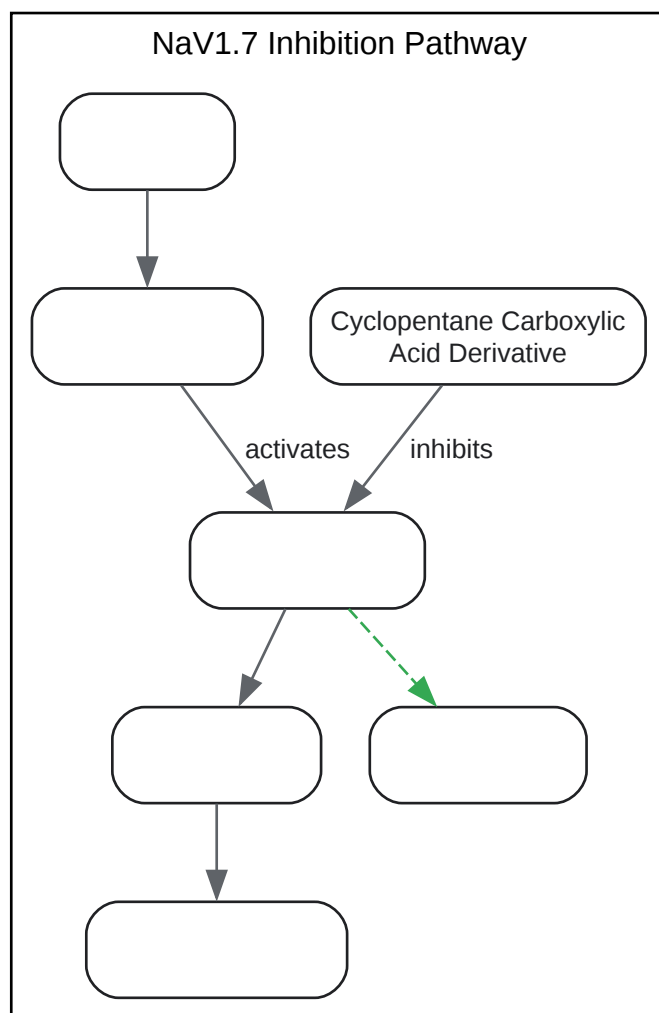 NaV1.7 Inhibition Pathway
Cyclopentane Carboxylic
Acid Derivative
activates
inhibits